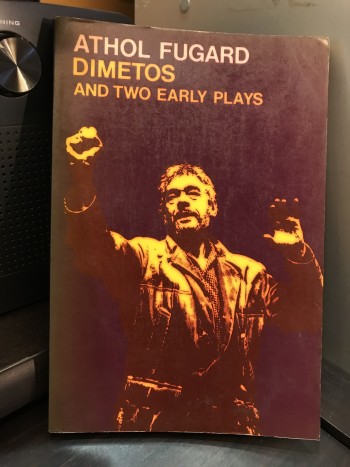 ATHOL FUGARD
DIMETOS
AND TWO EARLY PLAYS